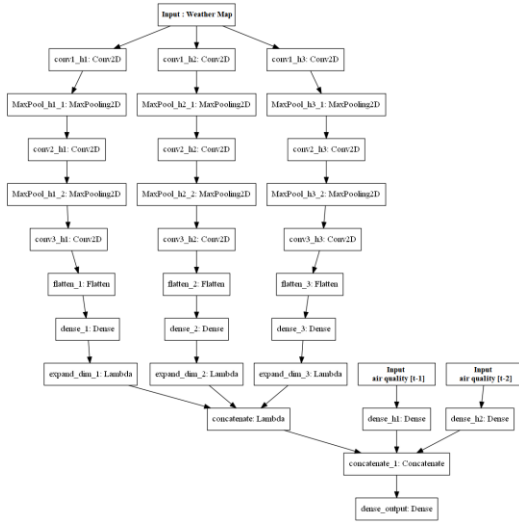 Input : Weather Map
conv1_h1: Conv2D
conv1_h2: Conv2D
conv1_h3: Conv2D
MaxPool_h1_1: MaxPooling2D
MaxPool_h2_1: MaxPooling2D
MaxPool_h3_1: MaxPooling2D
conv2_h1: Conv2D
conv2_h2: Conv2D
conv2_h3: Conv2D
MaxPool_h1_2: MaxPooling2D
MaxPool_h2_2: MaxPooling2D
MaxPool_h3_2: MaxPooling2D
conv3_h1: Conv2D
conv3_h2: Conv2D
conv3_h3: Conv2D
flatten_1: Flatten
flatten_2: Flatten
flatten_3: Flatten
dense_1: Dense
dense_2: Dense
dense_3: Dense
expand_dim_1: Lambda
expand_dim_2: Lambda
expand_dim_3: Lambda
Input
air quality [t-1]
Input
air quality [t-2]
concatenate: Lambda
dense_h1: Dense
dense_h2: Dense
concatenate_1: Concatenate
dense_output: Dense